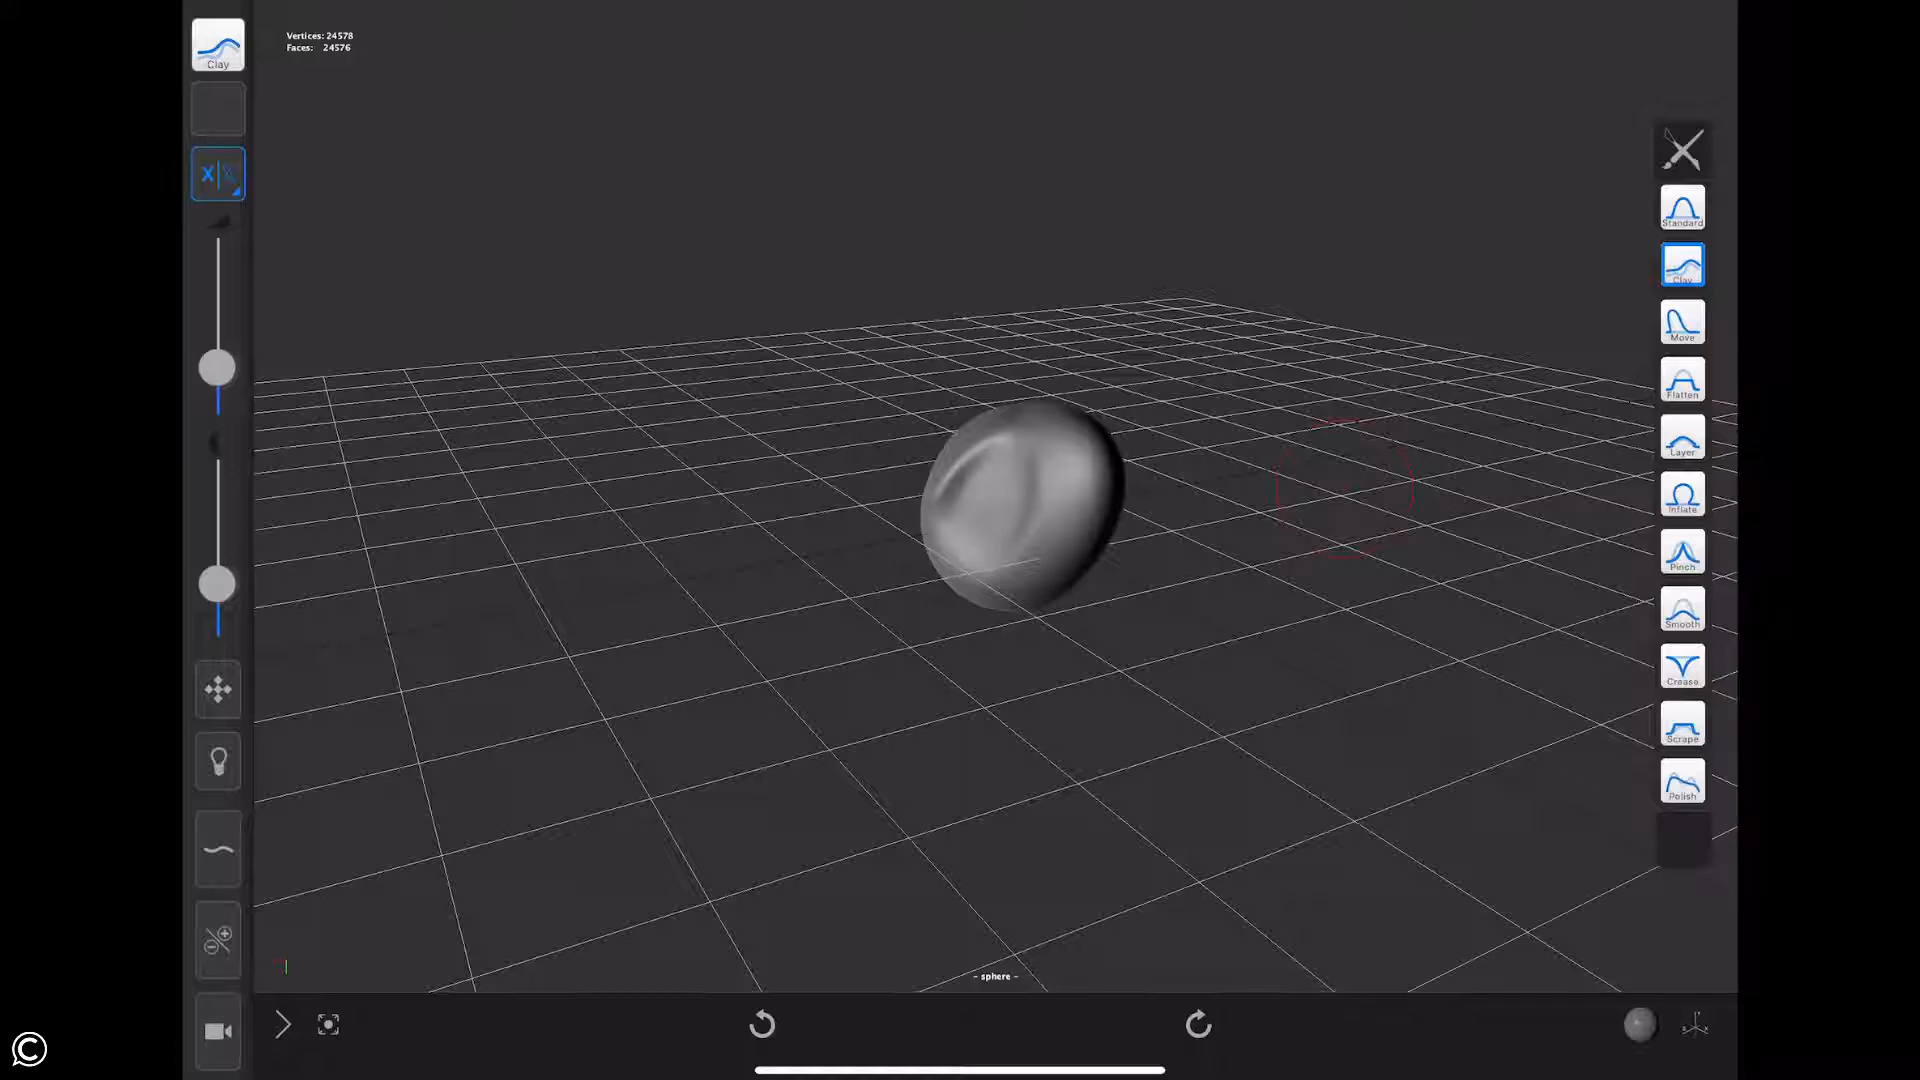 Clay
Vertices: 24578
Faces: 24576
X
Standard
Clay
Move
Flatten
Layer
Inflate
Pinch
Smooth
Crease
Scrape
Polish
- sphere -
©